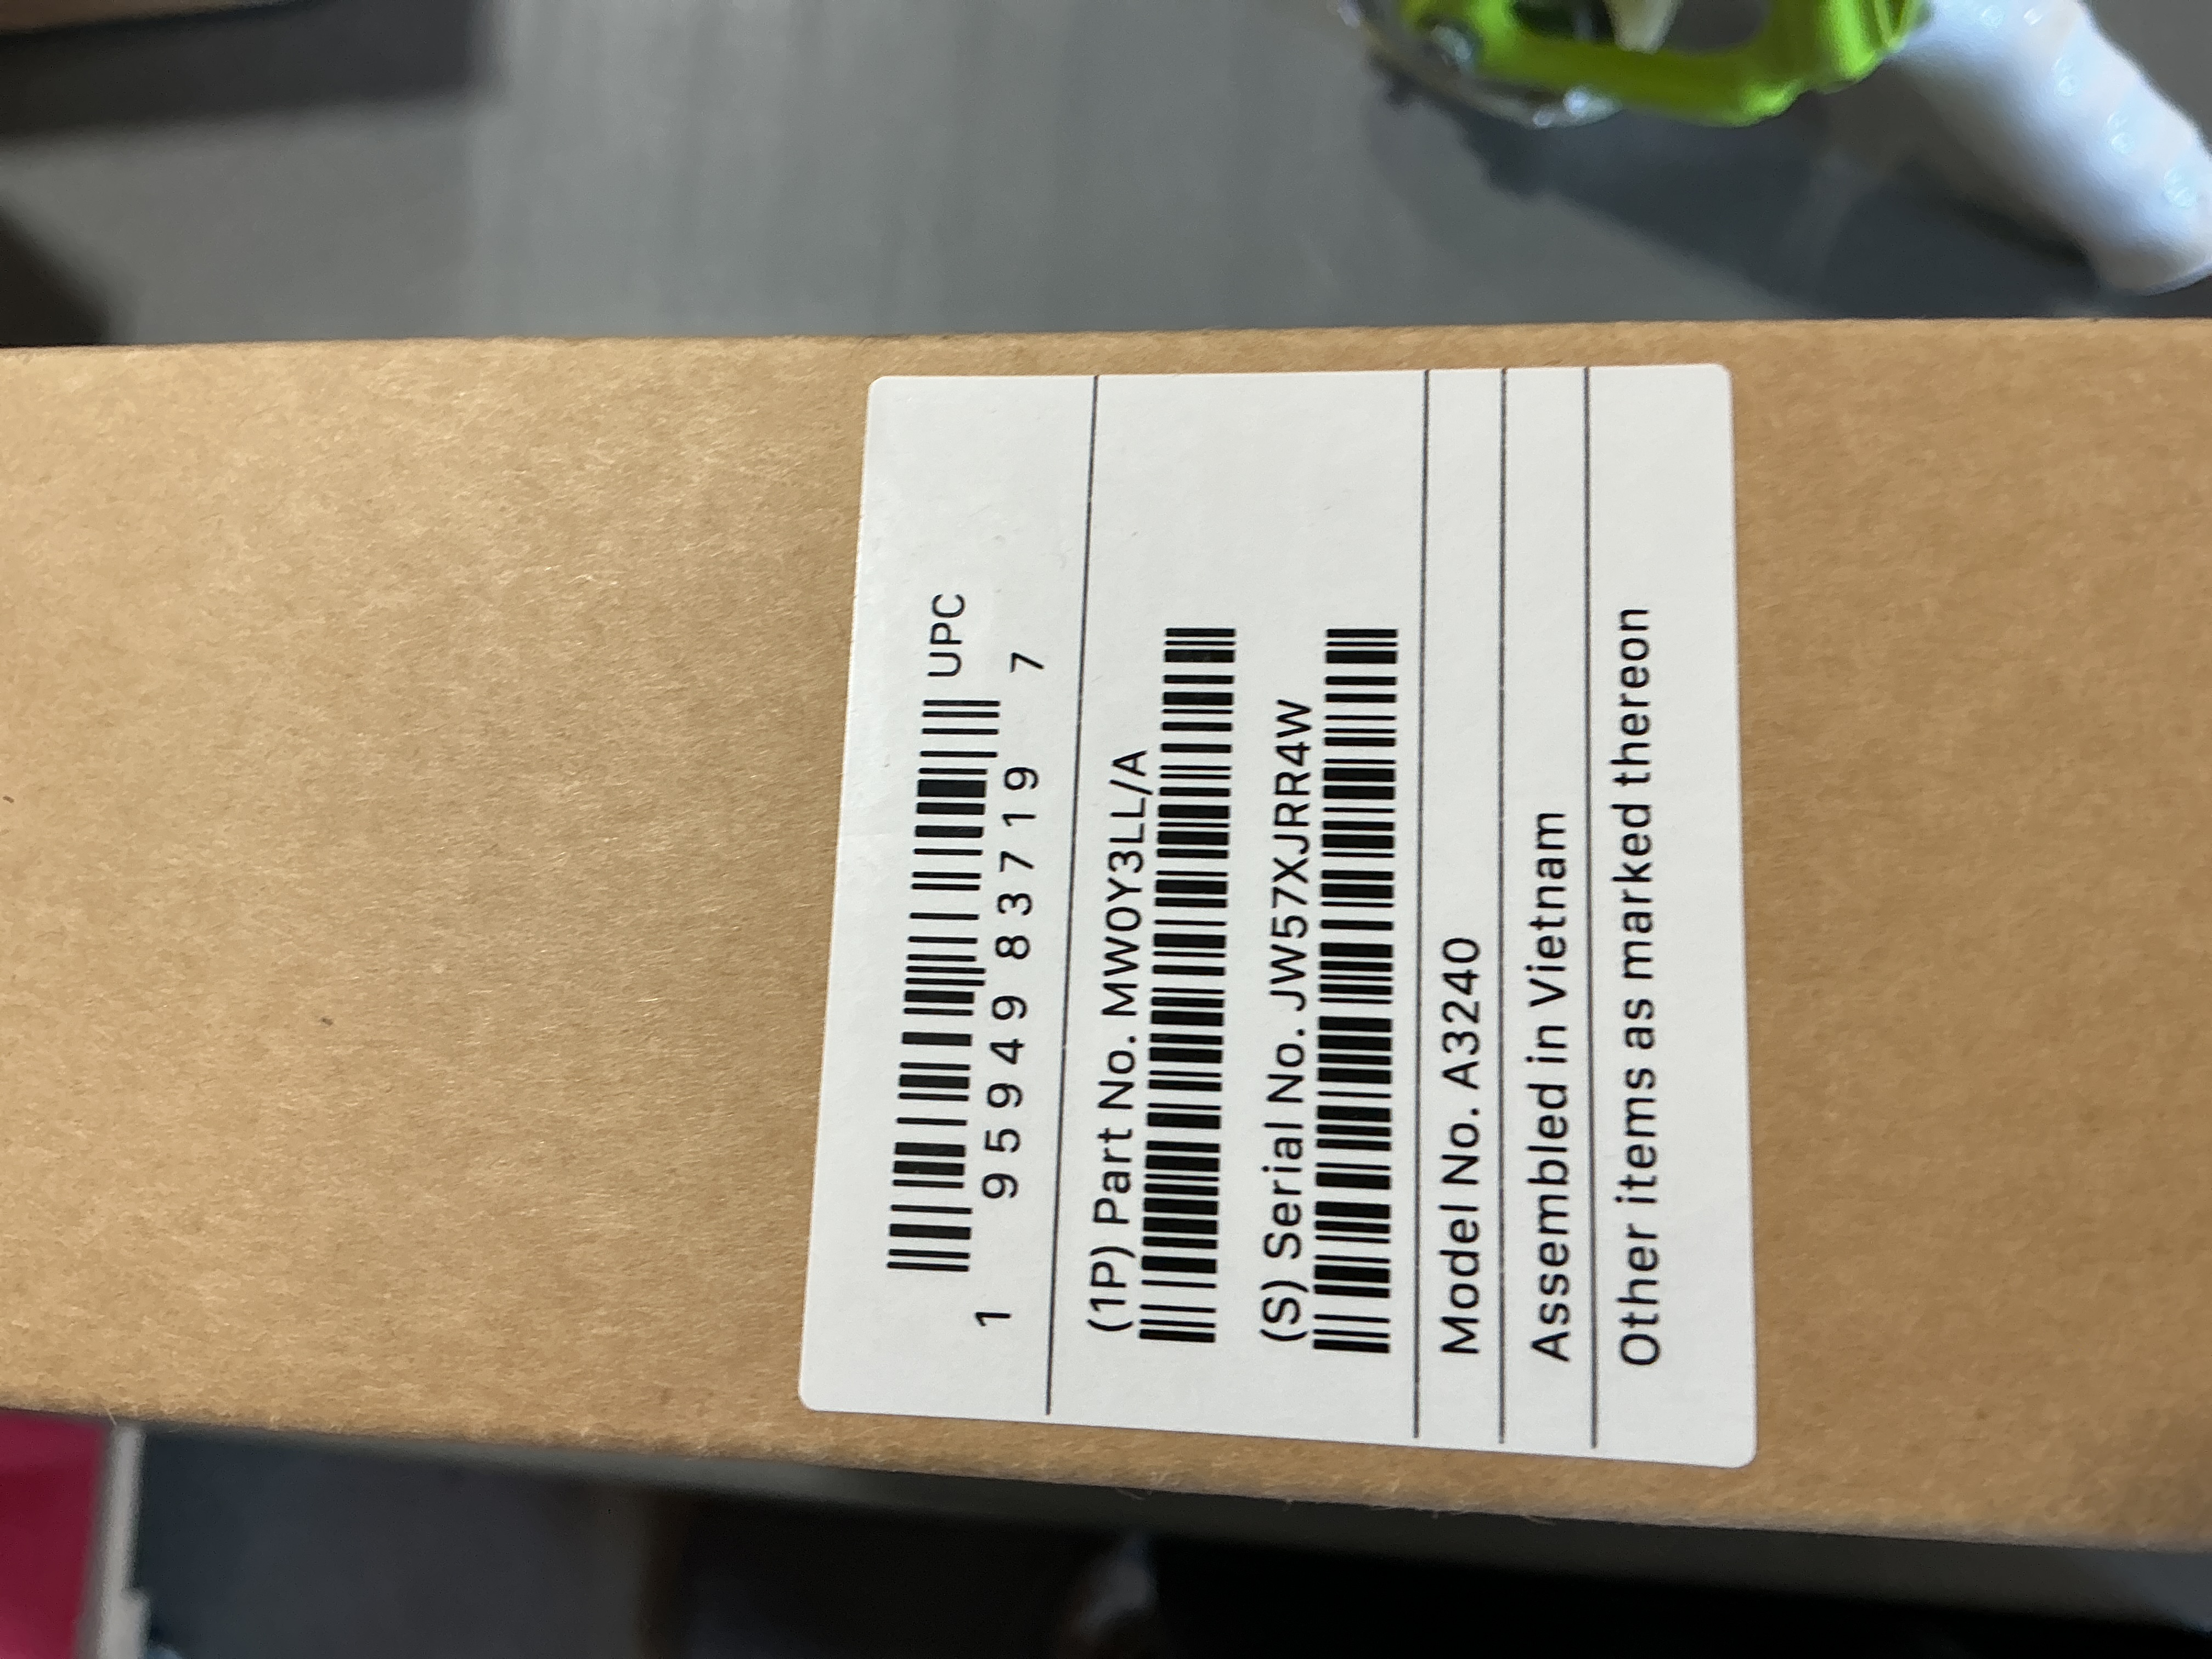 UPC
1 95949 83719 7
(1P) Part No. MW0Y3LL/A
(S) Serial No. JW57XJRR4W
Model No. A3240
Assembled in Vietnam
Other items as marked thereon